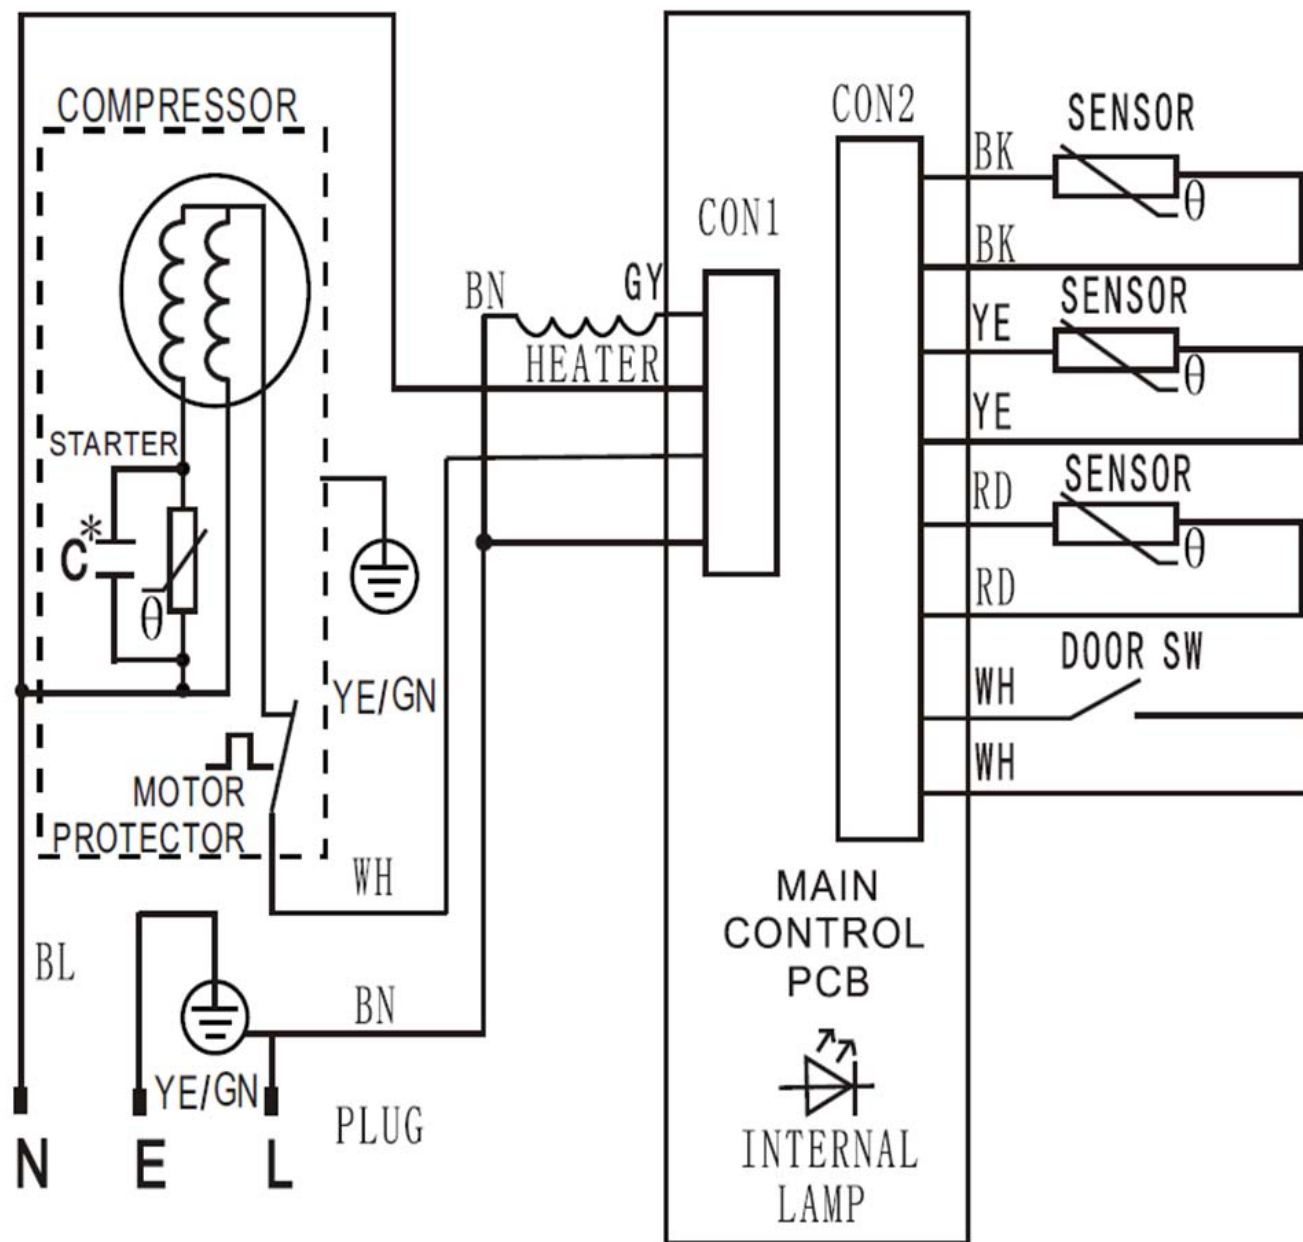 COMPRESSOR
STARTER
C*
θ
YE/GN
MOTOR
PROTECTOR
WH
BL
BN
YE/GN
PLUG
N E L
BN
GY
HEATER
CON1
CON2
MAIN
CONTROL
PCB
INTERNAL
LAMP
SENSOR
BK
θ
BK
SENSOR
YE
θ
YE
SENSOR
RD
θ
RD
DOOR SW
WH
WH